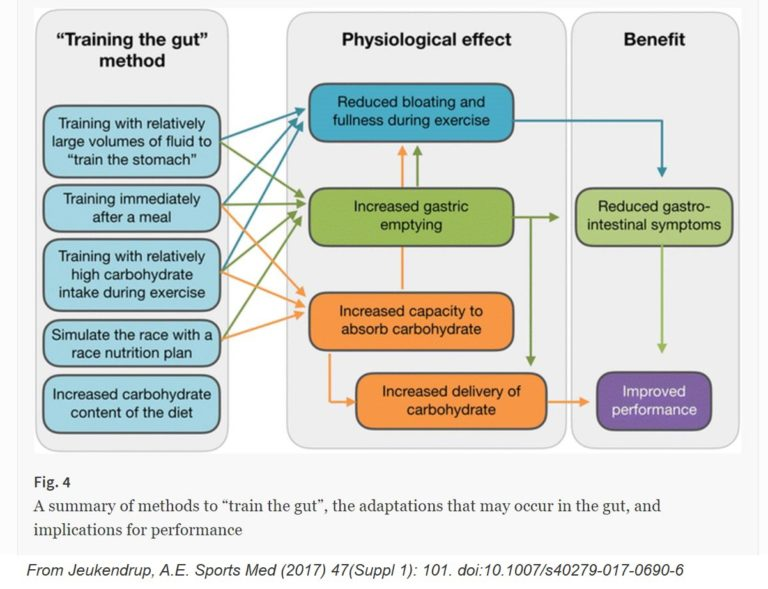 “Training the gut”
method
Physiological effect
Benefit
Training with relatively
large volumes of fluid to
“train the stomach”
Training immediately
after a meal
Training with relatively
high carbohydrate
intake during exercise
Simulate the race with a
race nutrition plan
Increased carbohydrate
content of the diet
Reduced bloating and
fullness during exercise
Increased gastric
emptying
Increased capacity to
absorb carbohydrate
Increased delivery of
carbohydrate
Reduced gastro-
intestinal symptoms
Improved
performance
Fig. 4
A summary of methods to “train the gut”, the adaptations that may occur in the gut, and
implications for performance
From Jeukendrup, A.E. Sports Med (2017) 47(Suppl 1): 101. doi:10.1007/s40279-017-0690-6